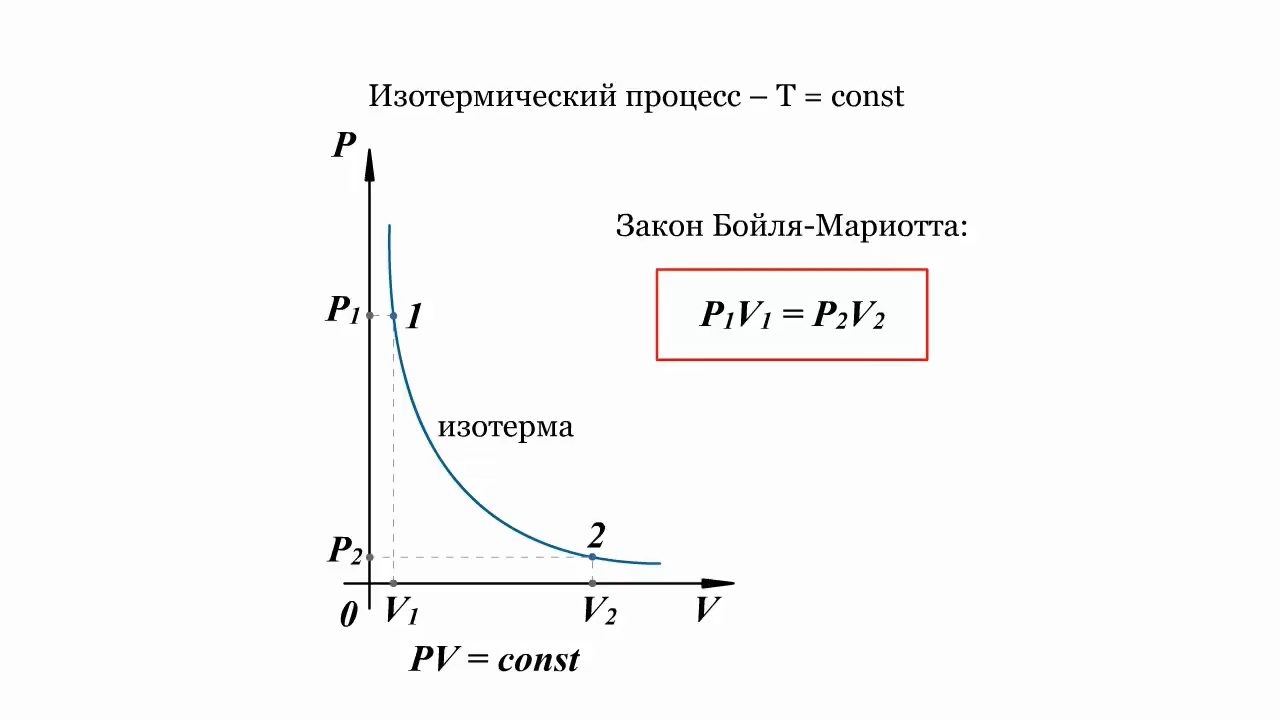 Изотермический процесс – T = const
P
Закон Бойля-Мариотта:
P₁V₁ = P₂V₂
P₁
1
изотерма
2
P₂
0
V₁
V₂
V
PV = const